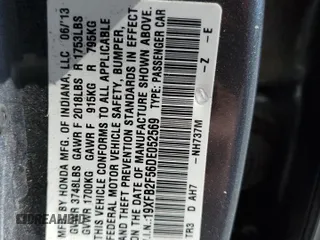 MFD. BY HONDA MFG. OF INDIANA, LLC 06/'13
GVWR 3748LBS GAWR F 2018LBS R 1753LBS
GVWR 1700KG GAWR F 915KG R 795KG
THIS VEHICLE CONFORMS TO ALL APPLICABLE
FEDERAL MOTOR VEHICLE SAFETY, BUMPER,
AND THEFT PREVENTION STANDARDS IN
EFFECT ON THE DATE OF MANUFACTURE SHOWN ABOVE.
V.I.N.:19XFB2F56DE052569 TYPE:PASSENGER CAR
NH737M - Z - E
TR3 D AH7